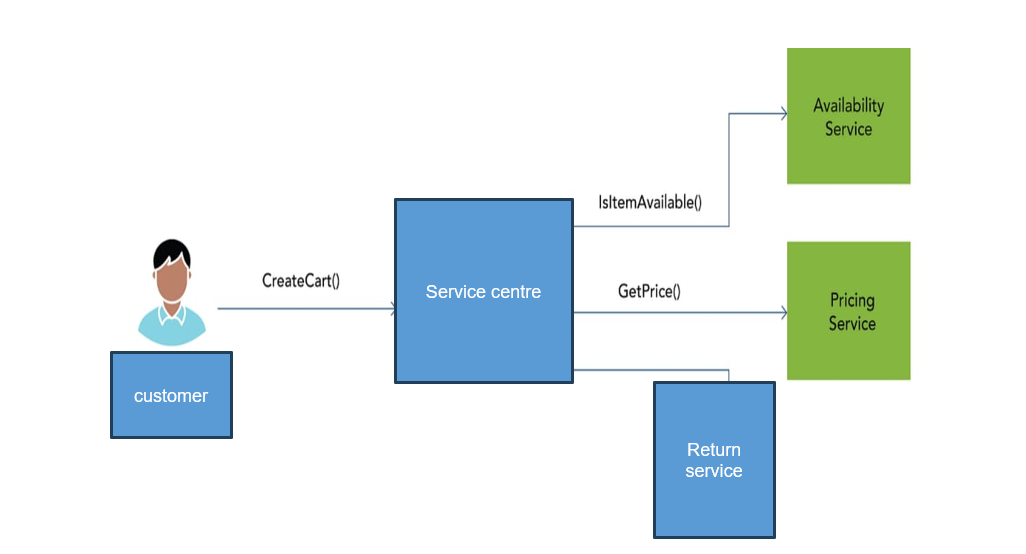 Availability
Service
IsItemAvailable()
CreateCart()
Service centre
GetPrice()
Pricing
Service
customer
Return
service